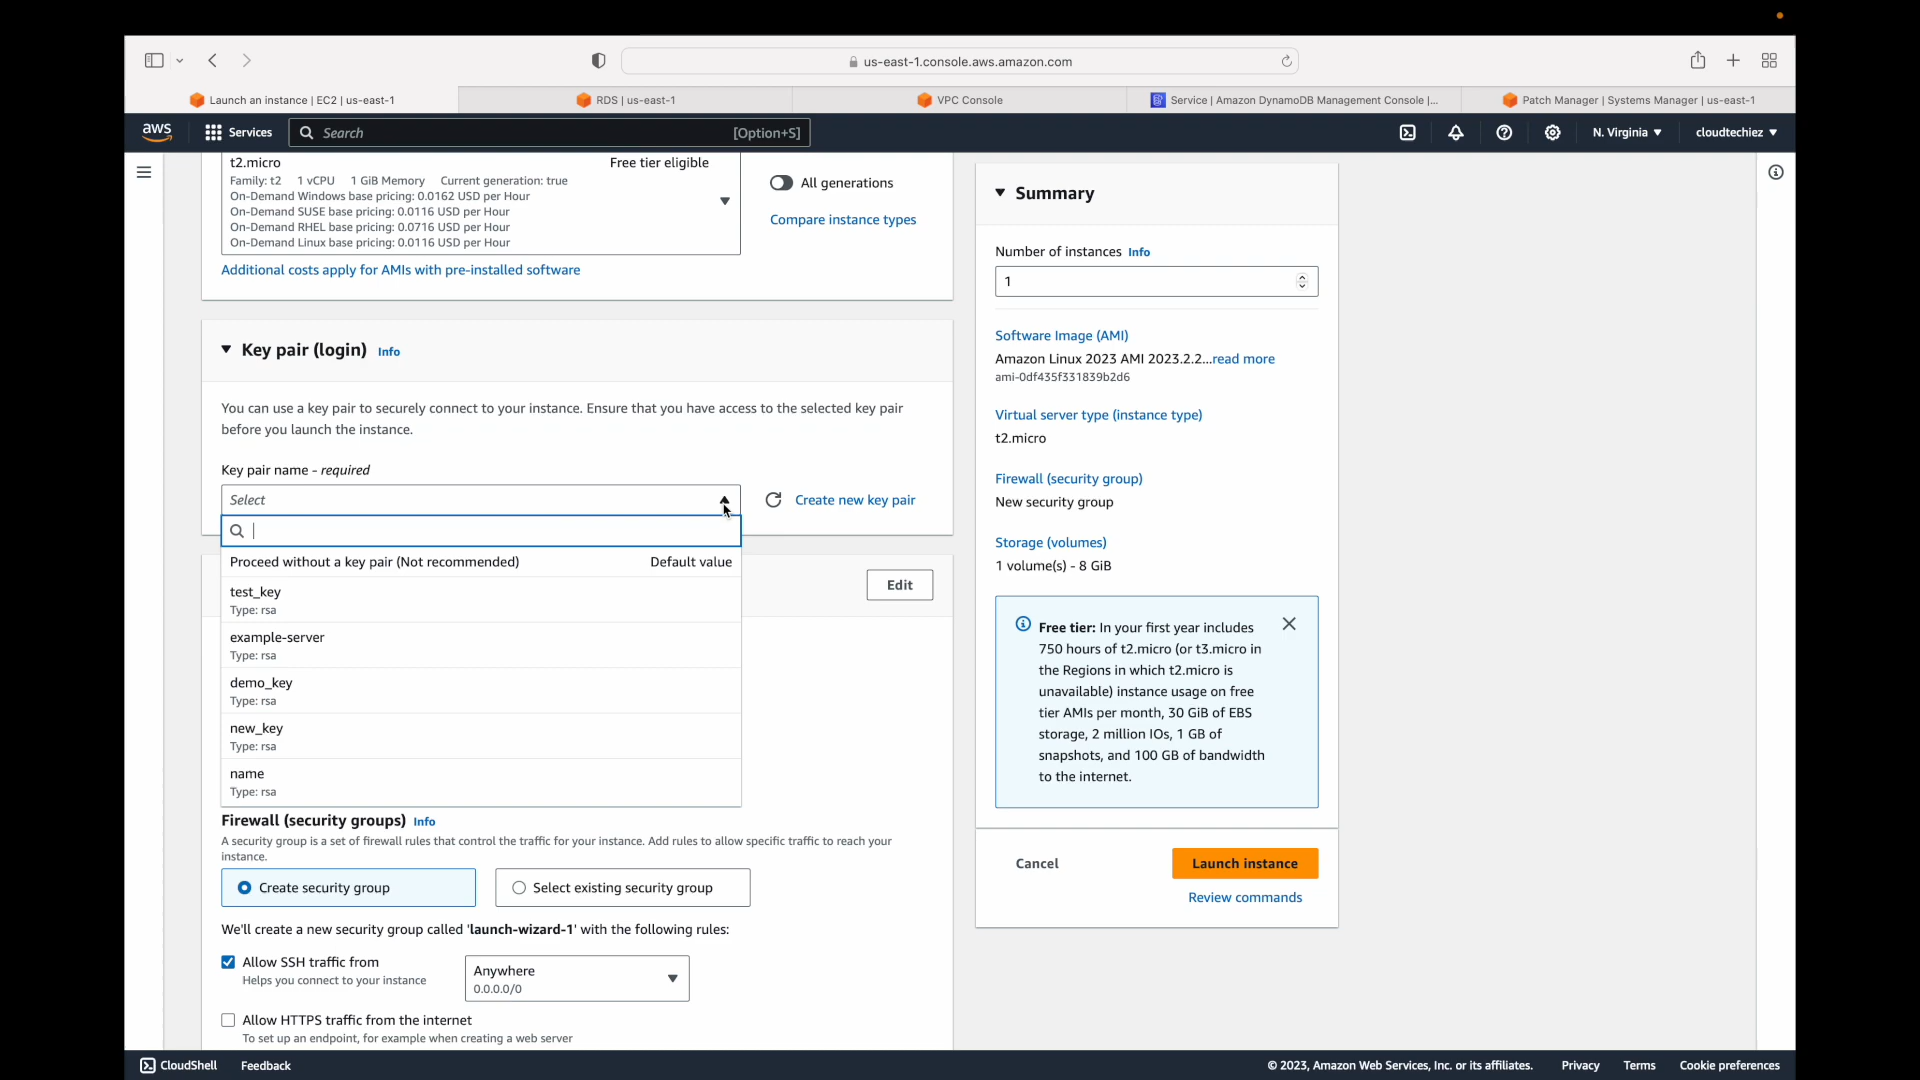 us-east-1.console.aws.amazon.com
Launch an instance | EC2 | us-east-1
RDS | us-east-1
VPC Console
Service | Amazon DynamoDB Management Console |...
Patch Manager | Systems Manager | us-east-1
aws
Services
Search
[Option+S]
N. Virginia
cloudtechiez
t2.micro
Free tier eligible
Family: t2 1 vCPU 1 GiB Memory Current generation: true
On-Demand Windows base pricing: 0.0162 USD per Hour
On-Demand SUSE base pricing: 0.0116 USD per Hour
On-Demand RHEL base pricing: 0.0716 USD per Hour
On-Demand Linux base pricing: 0.0116 USD per Hour
All generations
Compare instance types
Additional costs apply for AMIs with pre-installed software
Key pair (login) Info
You can use a key pair to securely connect to your instance. Ensure that you have access to the selected key pair
before you launch the instance.
Key pair name - required
Select
Create new key pair
Proceed without a key pair (Not recommended)
Default value
test_key
Type: rsa
example-server
Type: rsa
demo_key
Type: rsa
new_key
Type: rsa
name
Type: rsa
Edit
Firewall (security groups) Info
A security group is a set of firewall rules that control the traffic for your instance. Add rules to allow specific traffic to reach your
instance.
Create security group
Select existing security group
We'll create a new security group called 'launch-wizard-1' with the following rules:
Allow SSH traffic from
Helps you connect to your instance
Anywhere
0.0.0.0/0
Allow HTTPS traffic from the internet
To set up an endpoint, for example when creating a web server
Summary
Number of instances Info
1
Software Image (AMI)
Amazon Linux 2023 AMI 2023.2.2...read more
ami-0df435f331839b2d6
Virtual server type (instance type)
t2.micro
Firewall (security group)
New security group
Storage (volumes)
1 volume(s) - 8 GiB
Free tier: In your first year includes
750 hours of t2.micro (or t3.micro in
the Regions in which t2.micro is
unavailable) instance usage on free
tier AMIs per month, 30 GiB of EBS
storage, 2 million IOs, 1 GB of
snapshots, and 100 GB of bandwidth
to the internet.
Cancel
Launch instance
Review commands
CloudShell
Feedback
© 2023, Amazon Web Services, Inc. or its affiliates.
Privacy
Terms
Cookie preferences